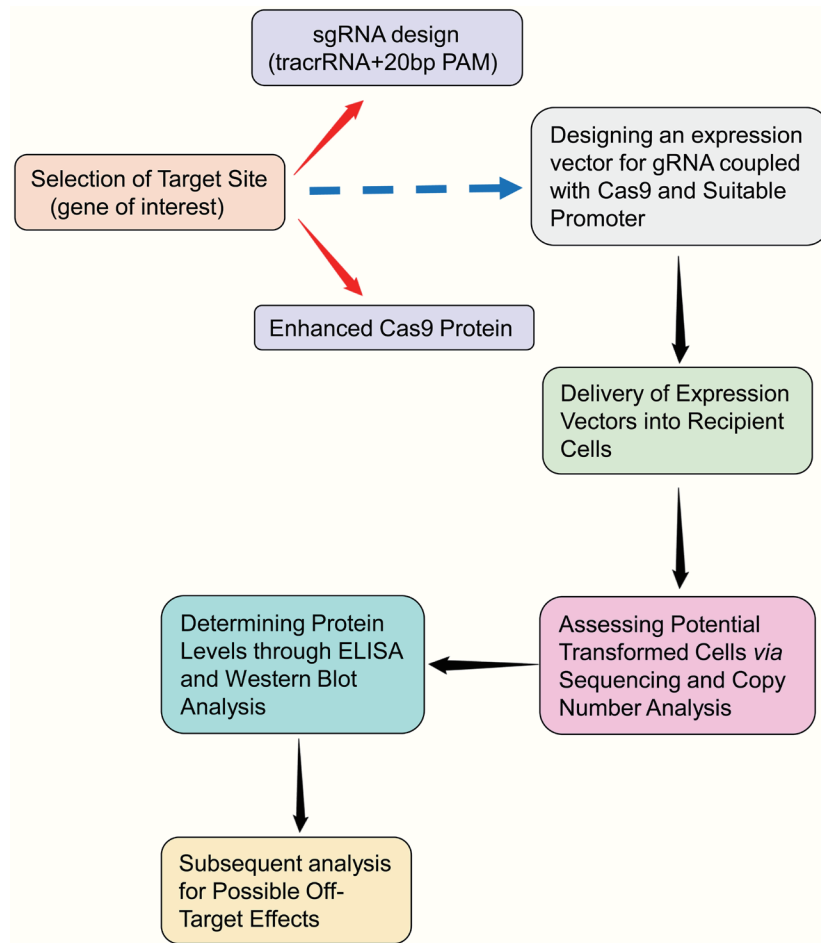 sgRNA design
(tracrRNA+20bp PAM)
Selection of Target Site
(gene of interest)
Designing an expression
vector for gRNA coupled
with Cas9 and Suitable
Promoter
Enhanced Cas9 Protein
Delivery of Expression
Vectors into Recipient
Cells
Assessing Potential
Transformed Cells via
Sequencing and Copy
Number Analysis
Determining Protein
Levels through ELISA
and Western Blot
Analysis
Subsequent analysis
for Possible Off-
Target Effects